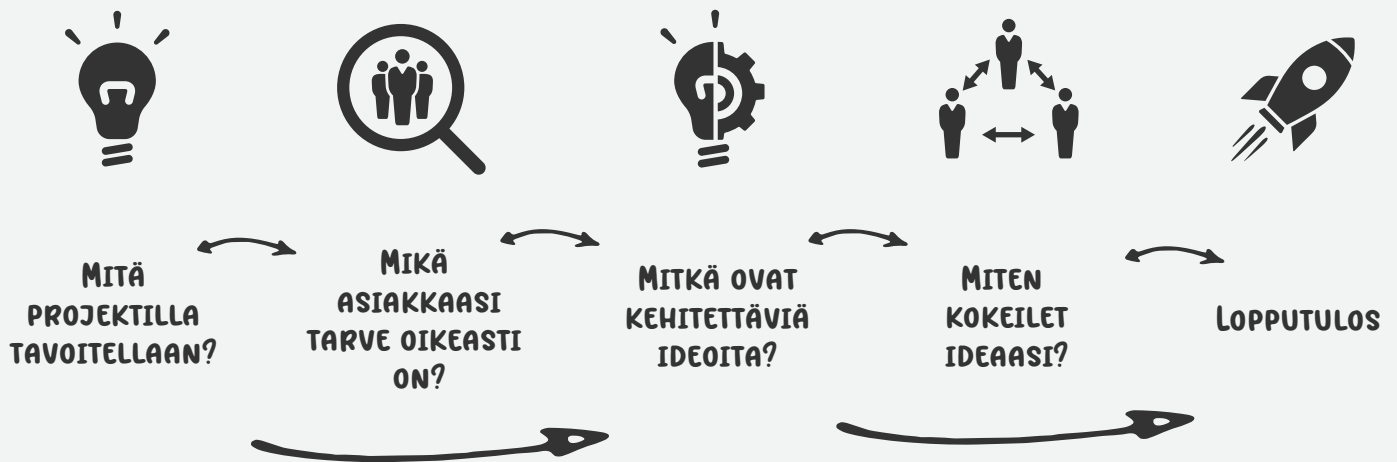 Mitä
projektilla
tavoitellaan?
Mikä
asiakkaasi
tarve oikeasti
on?
Mitkä ovat
kehitettäviä
ideoita?
Miten
kokeilet
ideaasi?
Lopputulos